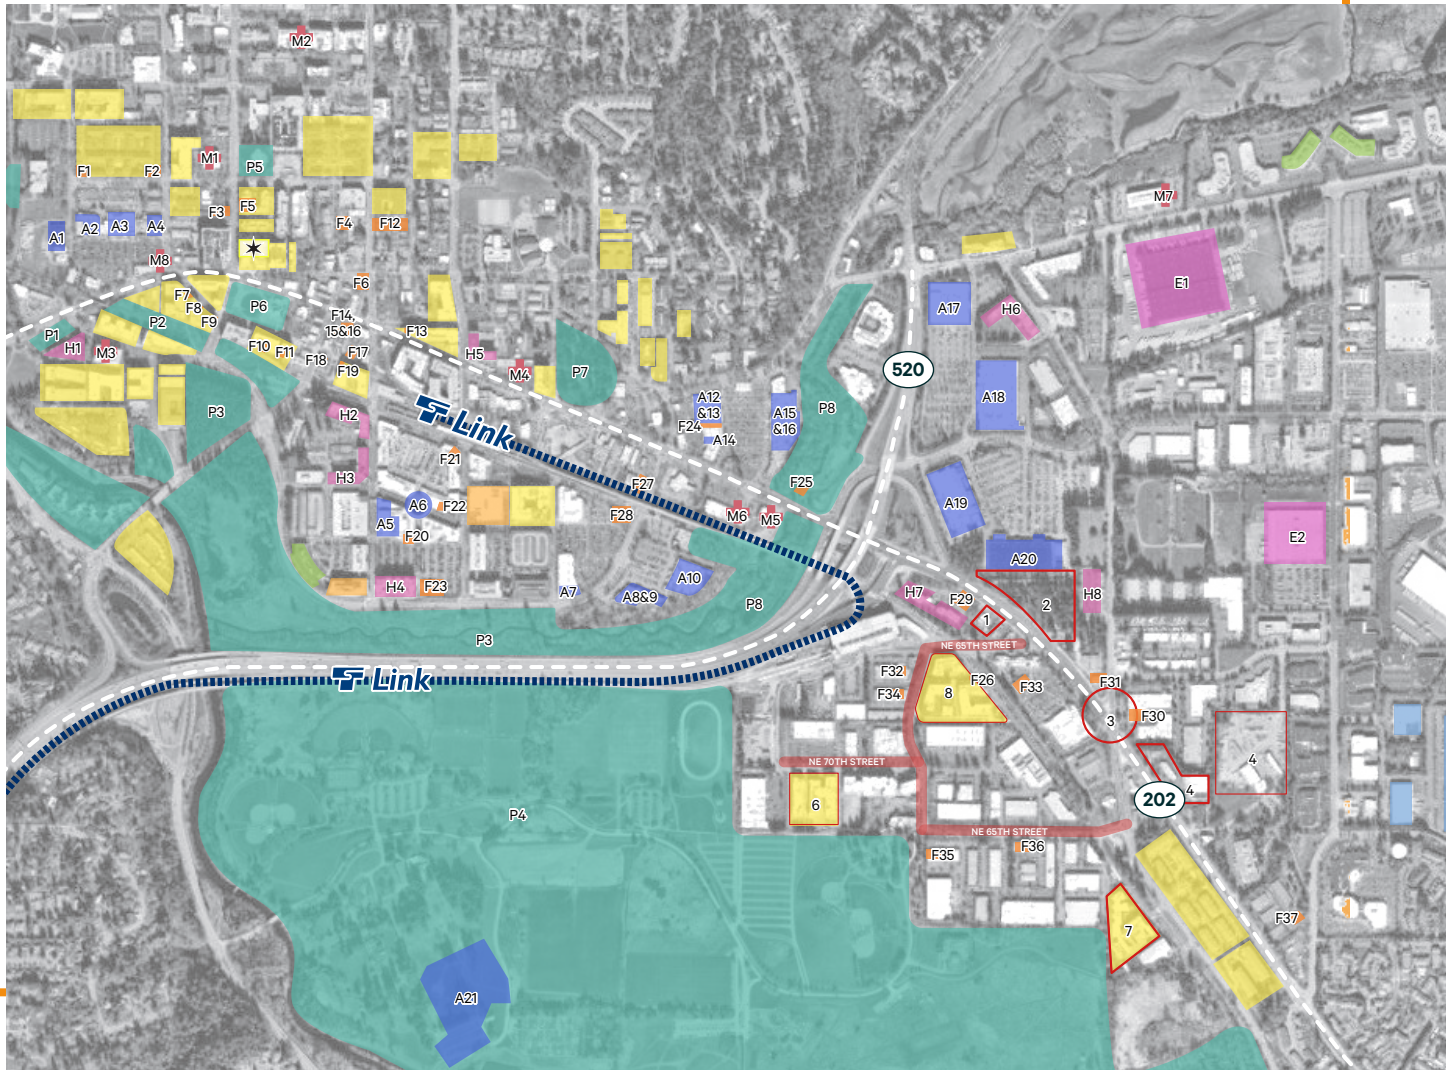 M2
F1
F2
M1
P5
F3
F5
F4
F12
A1
A2
A3
A4
M8
M7
E1
F6
F7
F8
F9
P6
P1
P2
H1
M3
F14,
15&16
F13
F10
F11
F18
F17
F19
H5
M4
P7
A17
H6
520
A18
P3
H2
H3
Link
F21
A12
&13
F24
A14
A15
&16
P8
F25
F27
F28
M6
M5
A5
A6
F22
F20
A19
A20
E2
H4
F23
A7
A8&9
A10
P8
H7
F29
1
2
H8
P3
NE 65TH STREET
Link
F32
F34
8
F26
F33
F31
3
F30
4
4
202
NE 70TH STREET
6
P4
NE 65TH STREET
F35
F36
7
F37
A21